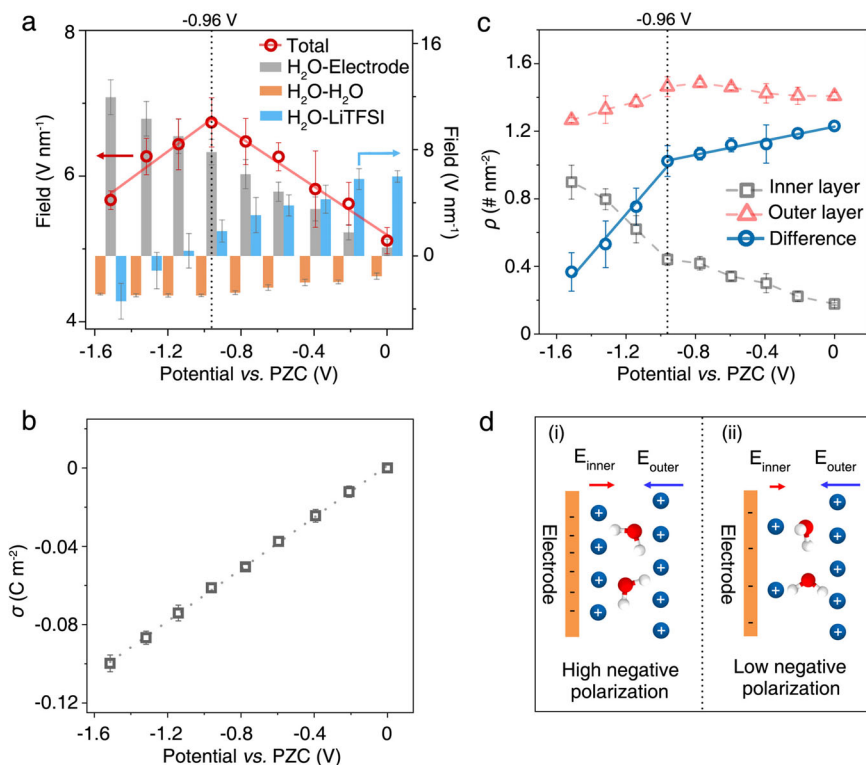 a
-0.96 V
8
6
4
Field (V nm⁻¹)
Total
H₂O-Electrode
H₂O-H₂O
H₂O-LiTFSI
16
8
0
Field (V nm⁻¹)
-1.6 -1.2 -0.8 -0.4 0
Potential vs. PZC (V)
c
-0.96 V
1.6
1.2
0.8
0.4
0
ρ (# nm⁻²)
Inner layer
Outer layer
Difference
-1.6 -1.2 -0.8 -0.4 0
Potential vs. PZC (V)
b
0
-0.04
-0.08
-0.12
σ (C m⁻²)
-1.6 -1.2 -0.8 -0.4 0
Potential vs. PZC (V)
d
(i)
E_inner E_outer
Electrode
- - - - - - -
+ + + +
+ + + + +
High negative
polarization
(ii)
E_inner E_outer
Electrode
- - - -
+ +
+ + + + +
Low negative
polarization